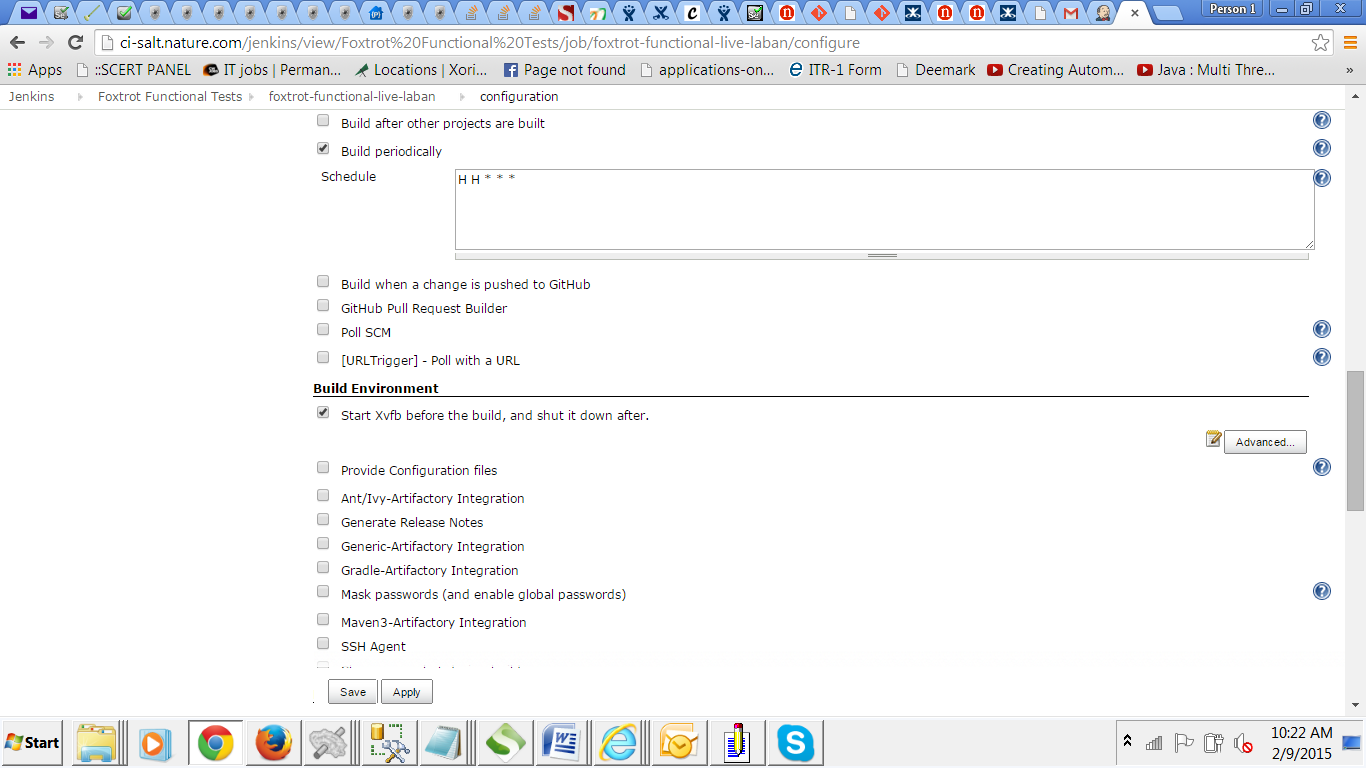 Person 1
ci-salt.nature.com/jenkins/view/Foxtrot%20Functional%20Tests/job/foxtrot-functional-live-laban/configure
Apps ::SCERT PANEL IT jobs | Perman... Locations | Xori... Page not found applications-on... ITR-1 Form Deemark Creating Autom... Java : Multi Thre... »
Jenkins Foxtrot Functional Tests foxtrot-functional-live-laban configuration
Build after other projects are built
Build periodically
Schedule H H * * *
Build when a change is pushed to GitHub
GitHub Pull Request Builder
Poll SCM
[URLTrigger] - Poll with a URL
Build Environment
Start Xvfb before the build, and shut it down after.
Advanced...
Provide Configuration files
Ant/Ivy-Artifactory Integration
Generate Release Notes
Generic-Artifactory Integration
Gradle-Artifactory Integration
Mask passwords (and enable global passwords)
Maven3-Artifactory Integration
SSH Agent
Save Apply
Start
10:22 AM
2/9/2015